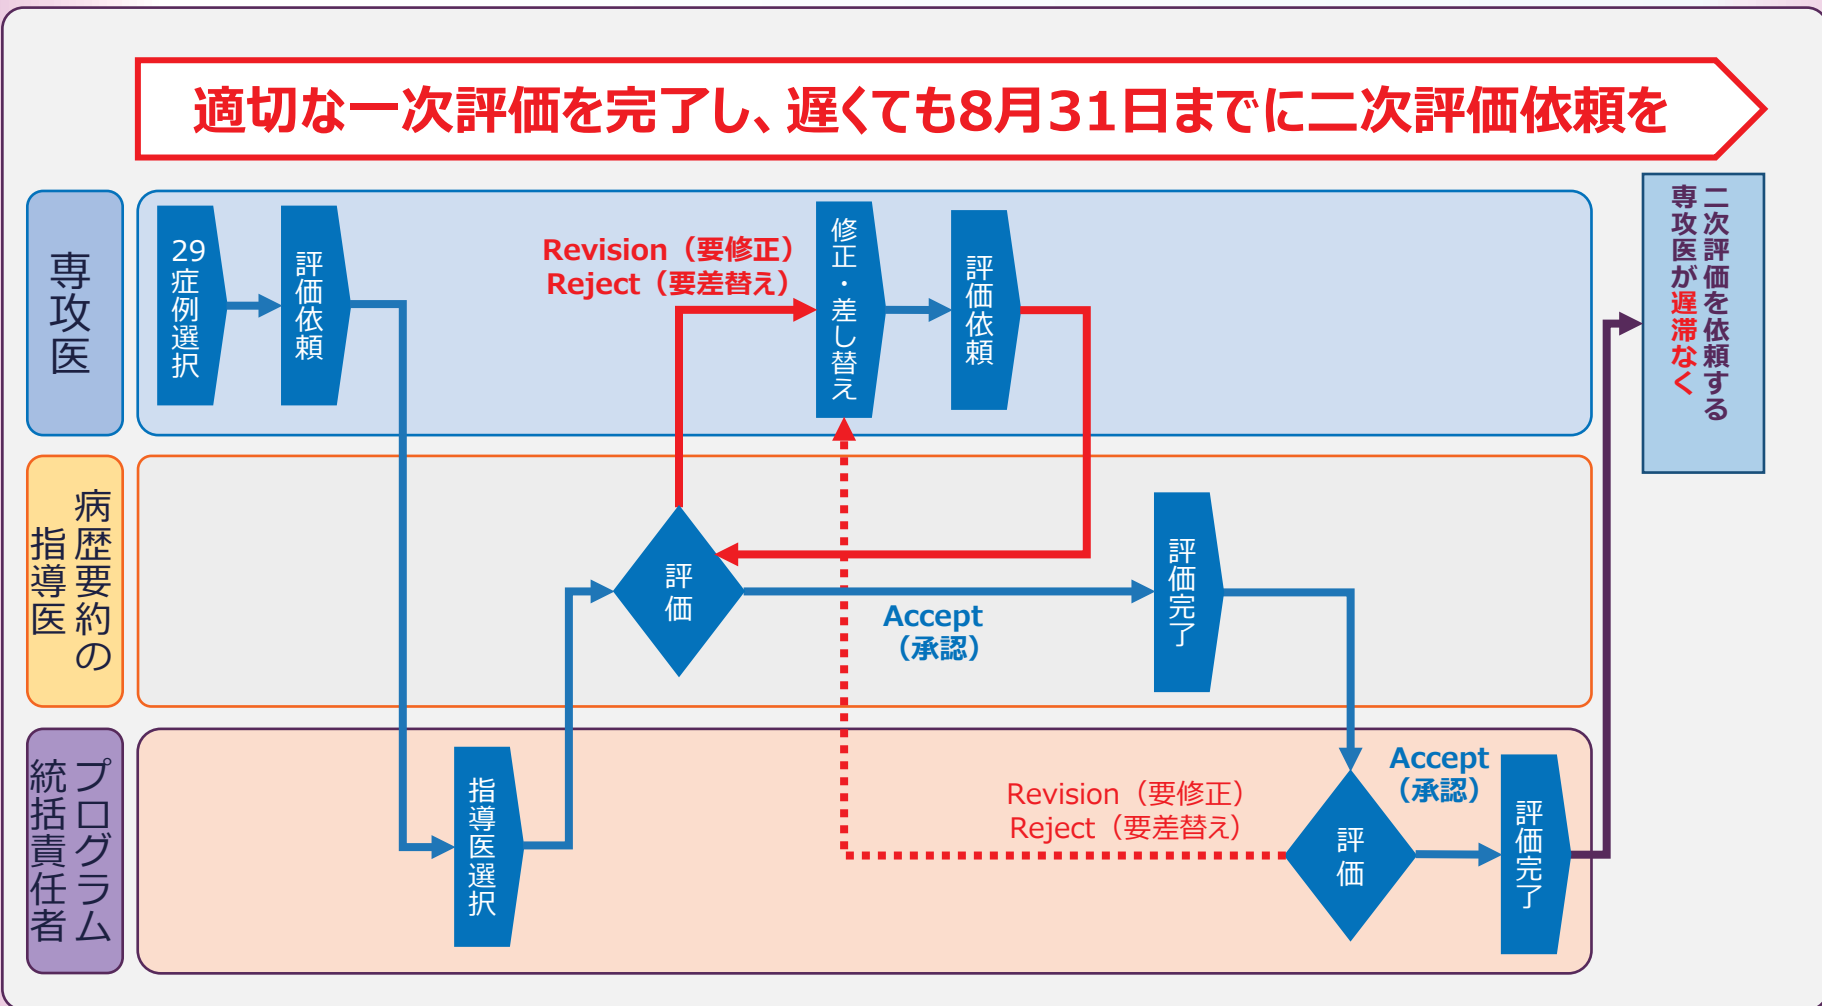 適切な一次評価を完了し、遅くても8月31日までに二次評価依頼を
専攻医
29症例選択
評価依頼
Revision（要修正）
Reject（要差替え）
修正・差し替え
評価依頼
二次評価を依頼する
専攻医が遅滞なく
病歴要約の
指導医
評価
Accept
（承認）
評価完了
プログラム
統括責任者
指導医選択
Revision（要修正）
Reject（要差替え）
評価
Accept
（承認）
評価完了